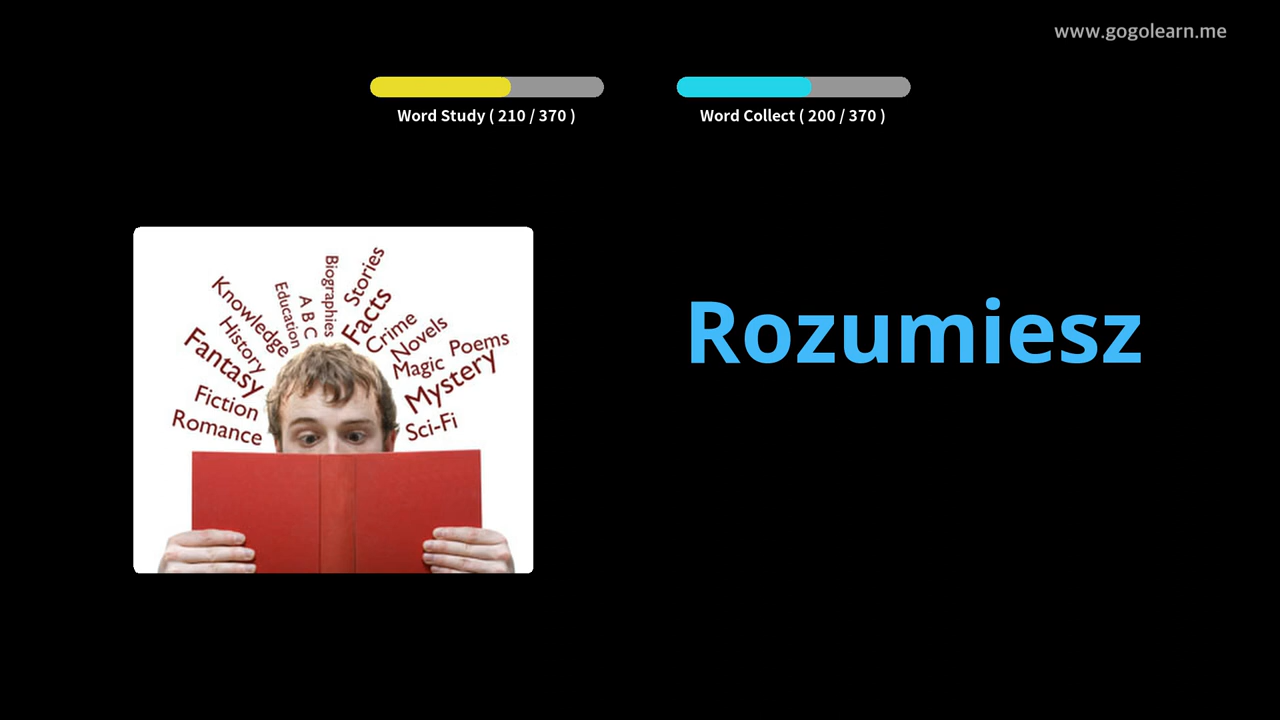 www.gogolearn.me
Word Study ( 210 / 370 )
Word Collect ( 200 / 370 )
Rozumiesz
Biographies
Stories
Education
A B C
Facts
Knowledge
Crime
History
Novels
Poems
Fantasy
Magic
Mystery
Fiction
Sci-Fi
Romance